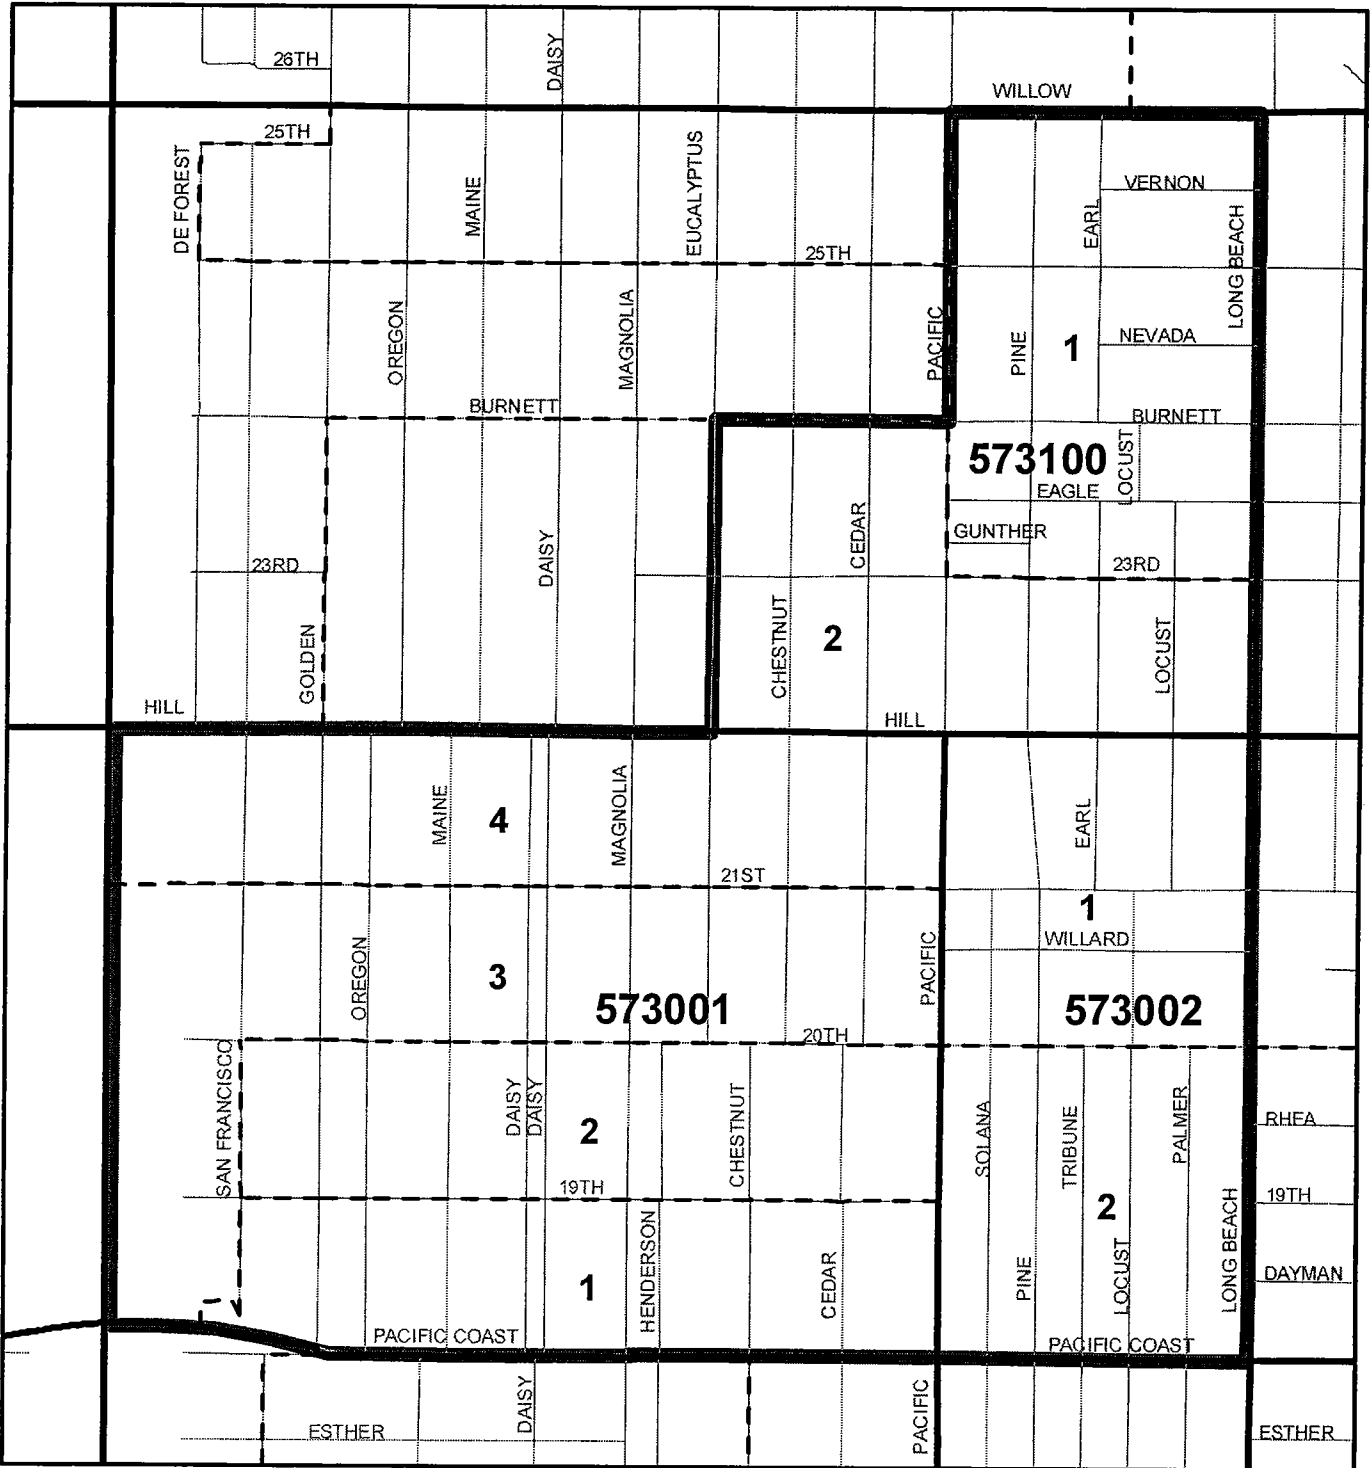 26TH
DAISY
WILLOW
25TH
DE FOREST
MAINE
EUCALYPTUS
VERNON
EARL
LONG BEACH
25TH
OREGON
MAGNOLIA
PACIFIC
PINE
1
NEVADA
BURNETT
BURNETT
573100
LOCUST
EAGLE
CEDAR
GUNTHER
23RD
DAISY
23RD
GOLDEN
CHESTNUT
2
LOCUST
HILL
HILL
MAINE
4
MAGNOLIA
EARL
21ST
1
WILLARD
OREGON
3
PACIFIC
573001
573002
20TH
SAN FRANCISCO
DAISY
DAISY
2
CHESTNUT
SOLANA
TRIBUNE
PALMER
RHEA
19TH
19TH
2
HENDERSON
1
CEDAR
PINE
LOCUST
LONG BEACH
DAYMAN
PACIFIC COAST
PACIFIC COAST
DAISY
PACIFIC
ESTHER
ESTHER